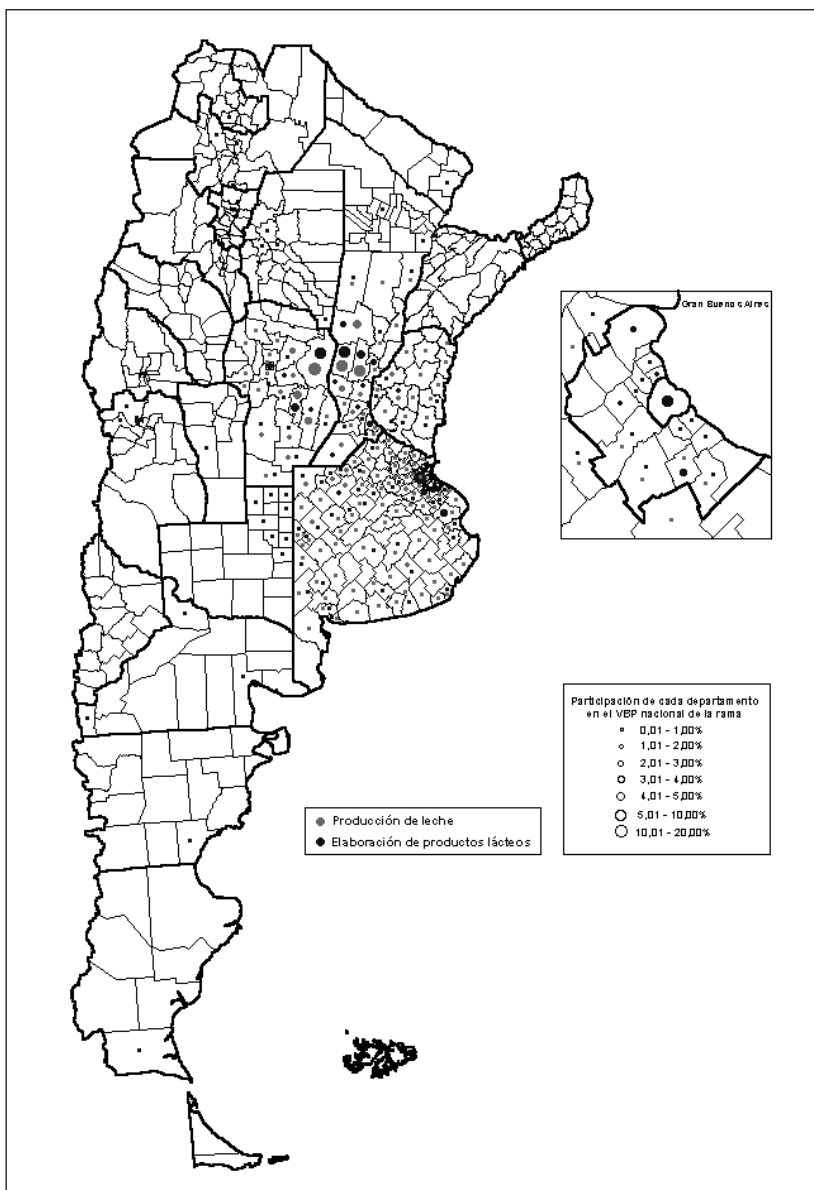 Gran Buenos Aires
Participación de cada departamento
en el VBP nacional de la rama
0,01 - 1,00%
1,01 - 2,00%
2,01 - 3,00%
3,01 - 4,00%
4,01 - 5,00%
5,01 - 10,00%
10,01 - 20,00%
Producción de leche
Elaboración de productos lácteos